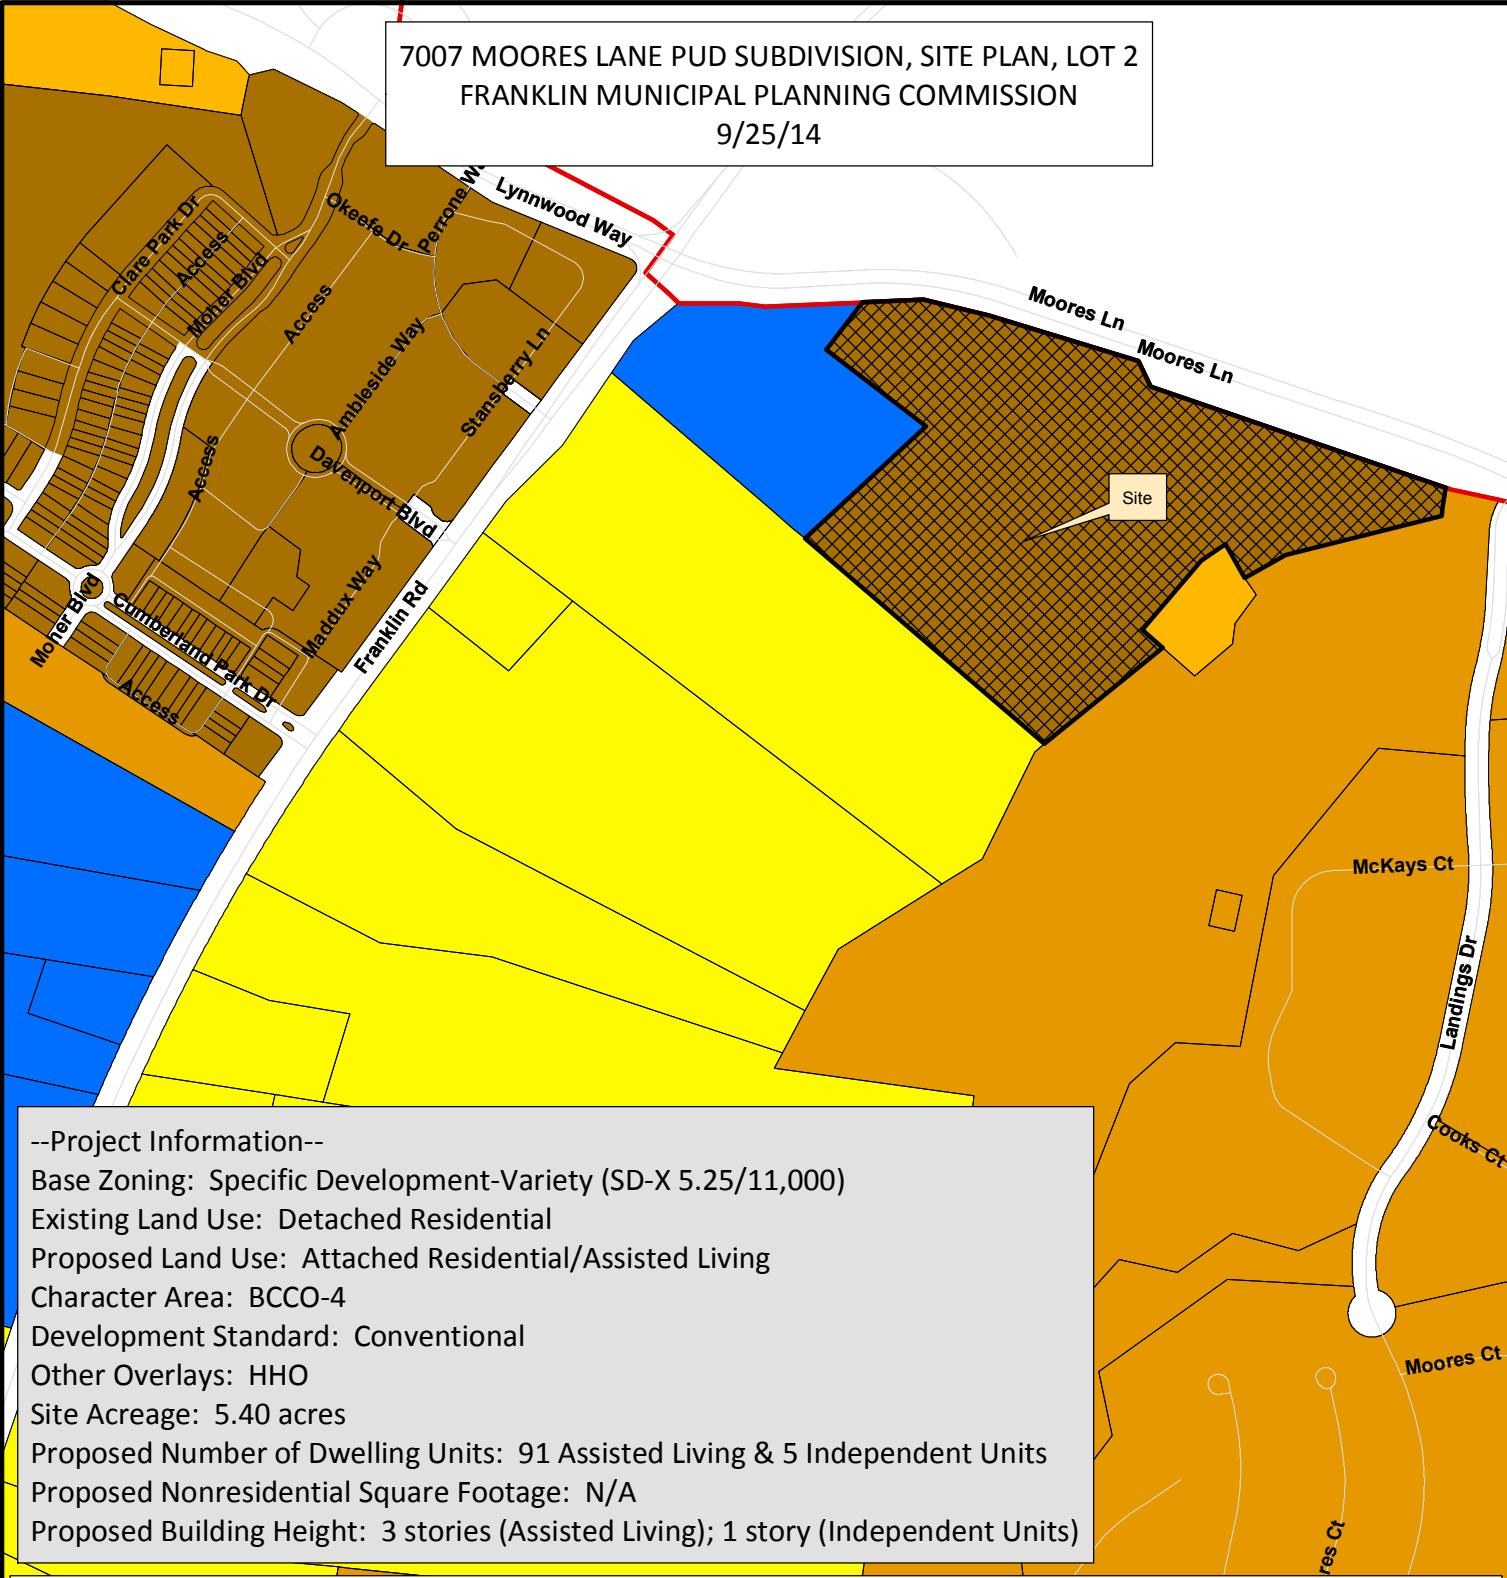 7007 MOORES LANE PUD SUBDIVISION, SITE PLAN, LOT 2
FRANKLIN MUNICIPAL PLANNING COMMISSION
9/25/14
Lynnwood Way
Perrone
Okeefe Dr
Clare Park Dr
Access
Moher Blvd
Access
Moores Ln
Moores Ln
Ambleside Way
Stansberry Ln
Access
Davenport Blvd
Site
Maddux Way
Franklin Rd
Moher Blvd
Cumberland Park Dr
Access
McKays Ct
Landings Dr
Cooks Ct
Moores Ct
res Ct
--Project Information--
Base Zoning: Specific Development-Variety (SD-X 5.25/11,000)
Existing Land Use: Detached Residential
Proposed Land Use: Attached Residential/Assisted Living
Character Area: BCCO-4
Development Standard: Conventional
Other Overlays: HHO
Site Acreage: 5.40 acres
Proposed Number of Dwelling Units: 91 Assisted Living & 5 Independent Units
Proposed Nonresidential Square Footage: N/A
Proposed Building Height: 3 stories (Assisted Living); 1 story (Independent Units)